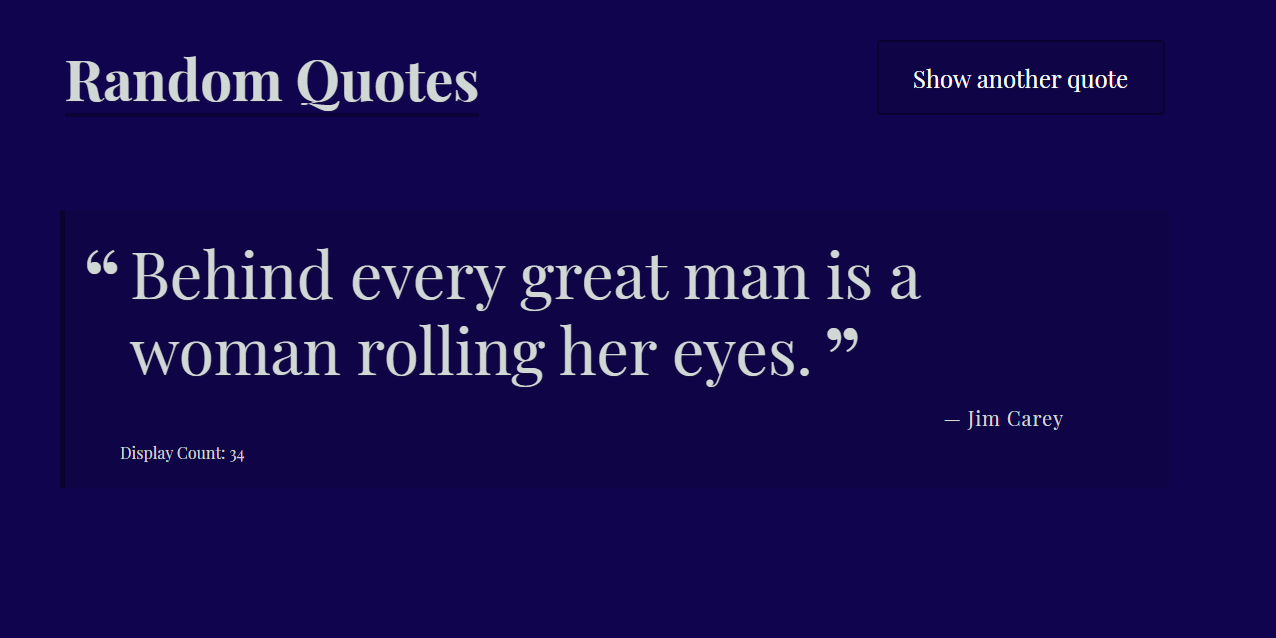 Random Quotes
Show another quote
“ Behind every great man is a
woman rolling her eyes. ”
— Jim Carey
Display Count: 34